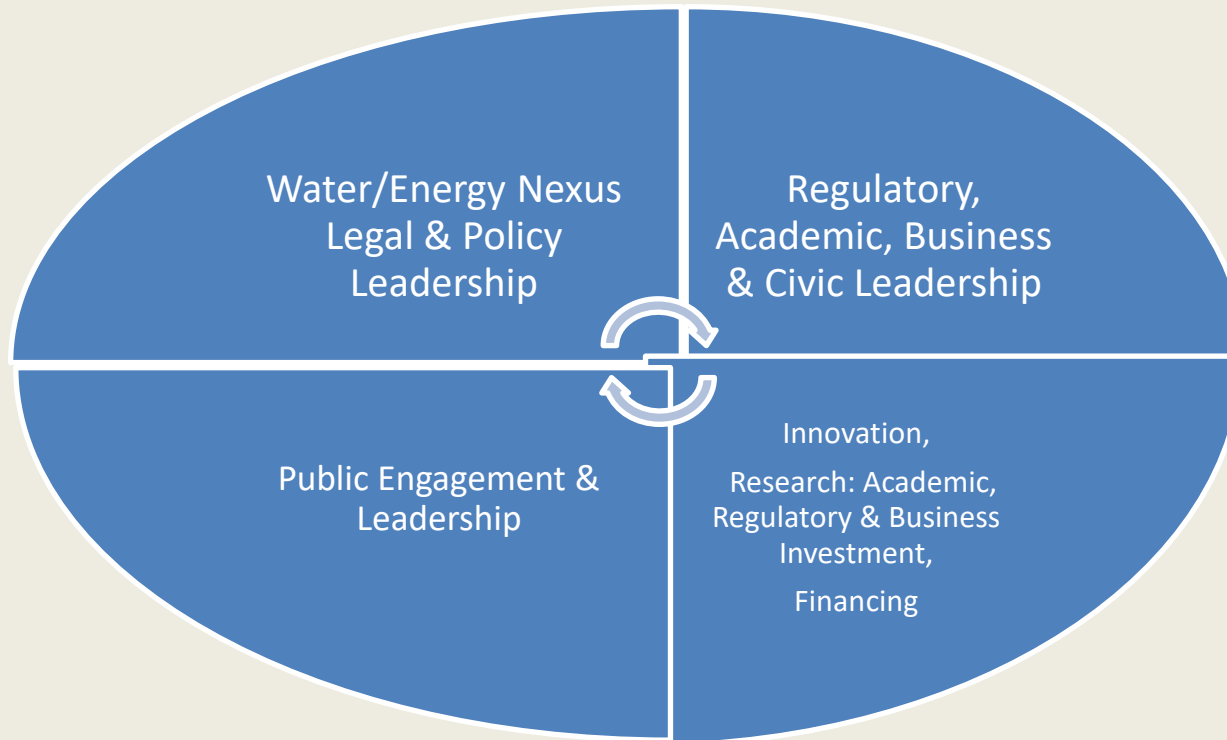 Water/Energy Nexus
Legal & Policy
Leadership
Regulatory,
Academic, Business
& Civic Leadership
Public Engagement &
Leadership
Innovation,
Research: Academic,
Regulatory & Business
Investment,
Financing